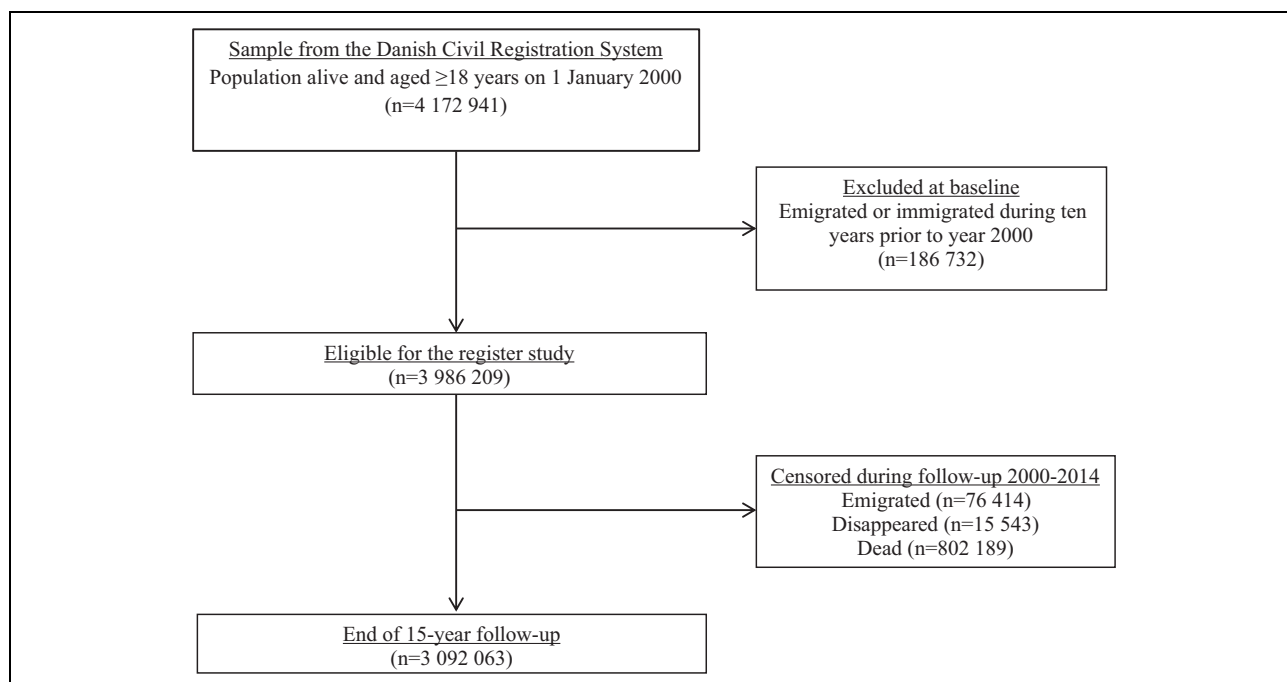 Sample from the Danish Civil Registration System
Population alive and aged ≥18 years on 1 January 2000
(n=4 172 941)
Excluded at baseline
Emigrated or immigrated during ten
years prior to year 2000
(n=186 732)
Eligible for the register study
(n=3 986 209)
Censored during follow-up 2000-2014
Emigrated (n=76 414)
Disappeared (n=15 543)
Dead (n=802 189)
End of 15-year follow-up
(n=3 092 063)